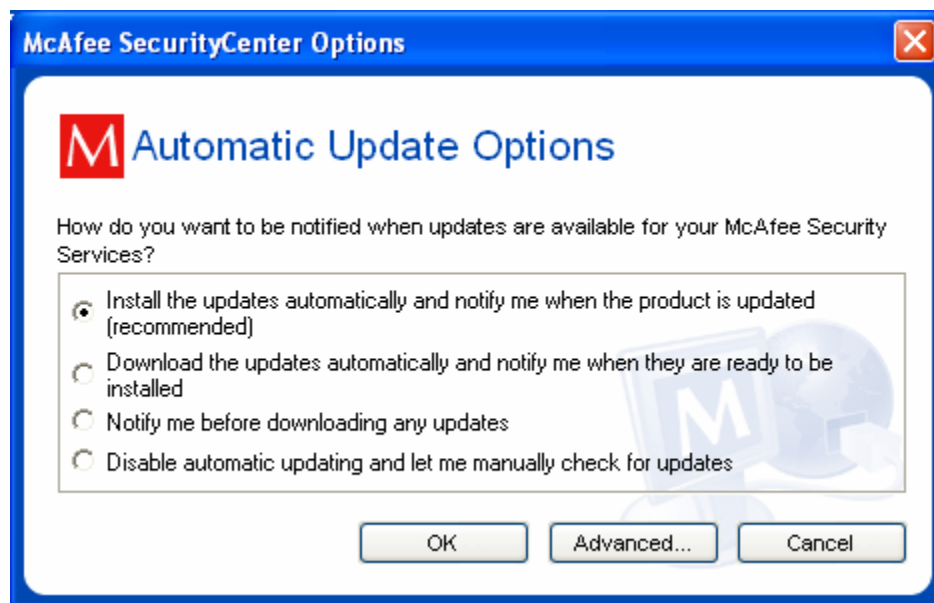 McAfee SecurityCenter Options
M Automatic Update Options
How do you want to be notified when updates are available for your McAfee Security
Services?
Install the updates automatically and notify me when the product is updated
(recommended)
Download the updates automatically and notify me when they are ready to be
installed
Notify me before downloading any updates
Disable automatic updating and let me manually check for updates
M
OK Advanced... Cancel